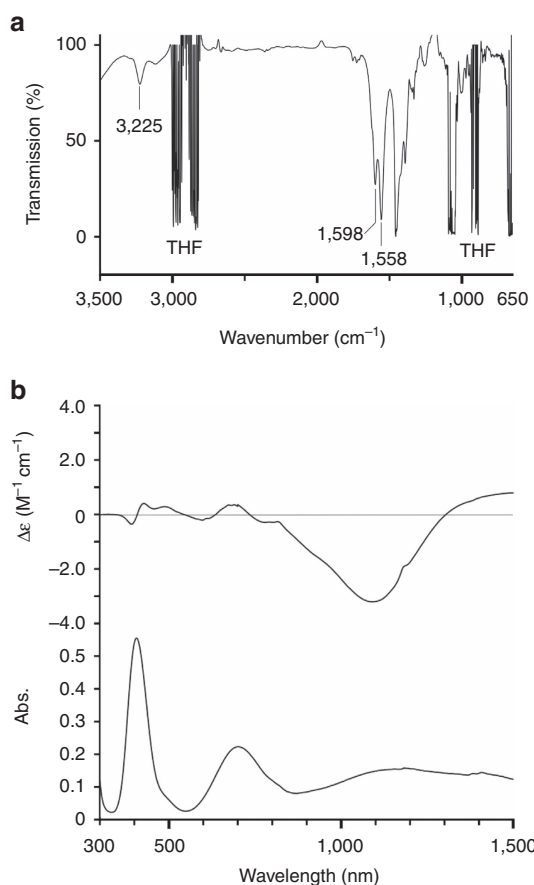 a
Transmission (%)
100
50
0
3,225
THF
1,598
1,558
THF
3,500 3,000 2,000 1,000 650
Wavenumber (cm⁻¹)
b
Δε (M⁻¹ cm⁻¹)
4.0
2.0
0
−2.0
−4.0
Abs.
0.5
0.4
0.3
0.2
0.1
0
300 500 1,000 1,500
Wavelength (nm)